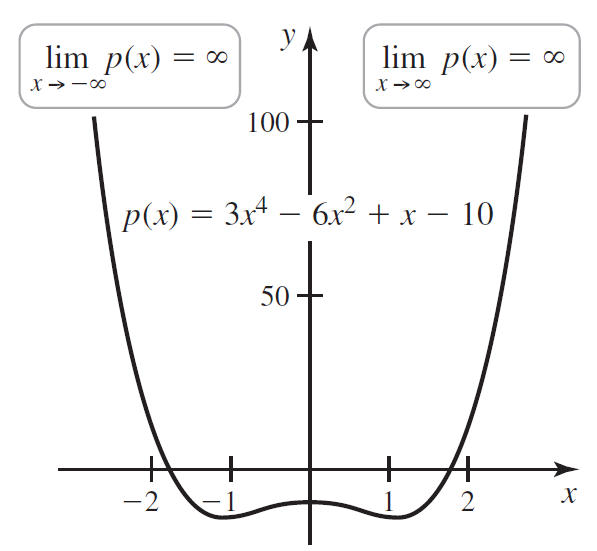 lim p(x) = ∞
x → −∞
y
lim p(x) = ∞
x → ∞
100
p(x) = 3x⁴ − 6x² + x − 10
50
−2
−1
1
2
x